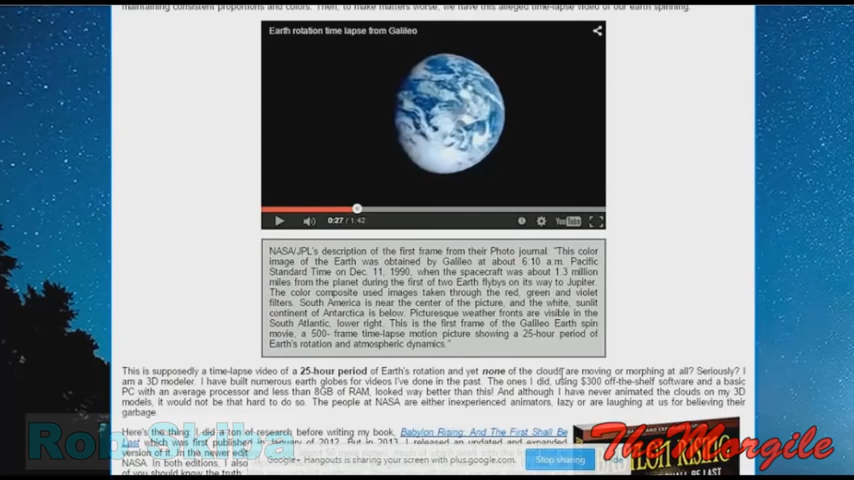 maintaining consistent proportions and colors. Then, to make matters worse, we have this alleged time-lapse video of our earth spinning.
Earth rotation time lapse from Galileo
0:27 / 1:42
YouTube
NASA/JPL's description of the first frame from their Photo journal: "This color
image of the Earth was obtained by Galileo at about 6:10 a.m. Pacific
Standard Time on Dec. 11, 1990, when the spacecraft was about 1.3 million
miles from the planet during the first of two Earth flybys on its way to Jupiter.
The color composite used images taken through the red, green and violet
filters. South America is near the center of the picture, and the white, sunlit
continent of Antarctica is below. Picturesque weather fronts are visible in the
South Atlantic, lower right. This is the first frame of the Galileo Earth spin
movie, a 500- frame time-lapse motion picture showing a 25-hour period of
Earth's rotation and atmospheric dynamics."
This is supposedly a time-lapse video of a 25-hour period of Earth's rotation and yet none of the clouds are moving or morphing at all? Seriously? I
am a 3D modeler. I have built numerous earth globes for videos I've done in the past. The ones I did, using $300 off-the-shelf software and a basic
PC with an average processor and less than 8GB of RAM, looked way better than this! And although I have never animated the clouds on my 3D
models, it would not be that hard to do so. The people at NASA are either inexperienced animators, lazy or are laughing at us for believing their
garbage.
Here's the thing. I did a ton of research before writing my book, Babylon Rising: And The First Shall Be
Last which was first published in January of 2012. But in 2013, I released an updated and expanded
version of it. In the newer edit
NASA. In both editions, I also
of you should know the truth
Google+ Hangouts is sharing your screen with plus.google.com.
Stop sharing
Hide
Rob Skiba
The Morgile
BABYLON RISING
SHALL BE LAST